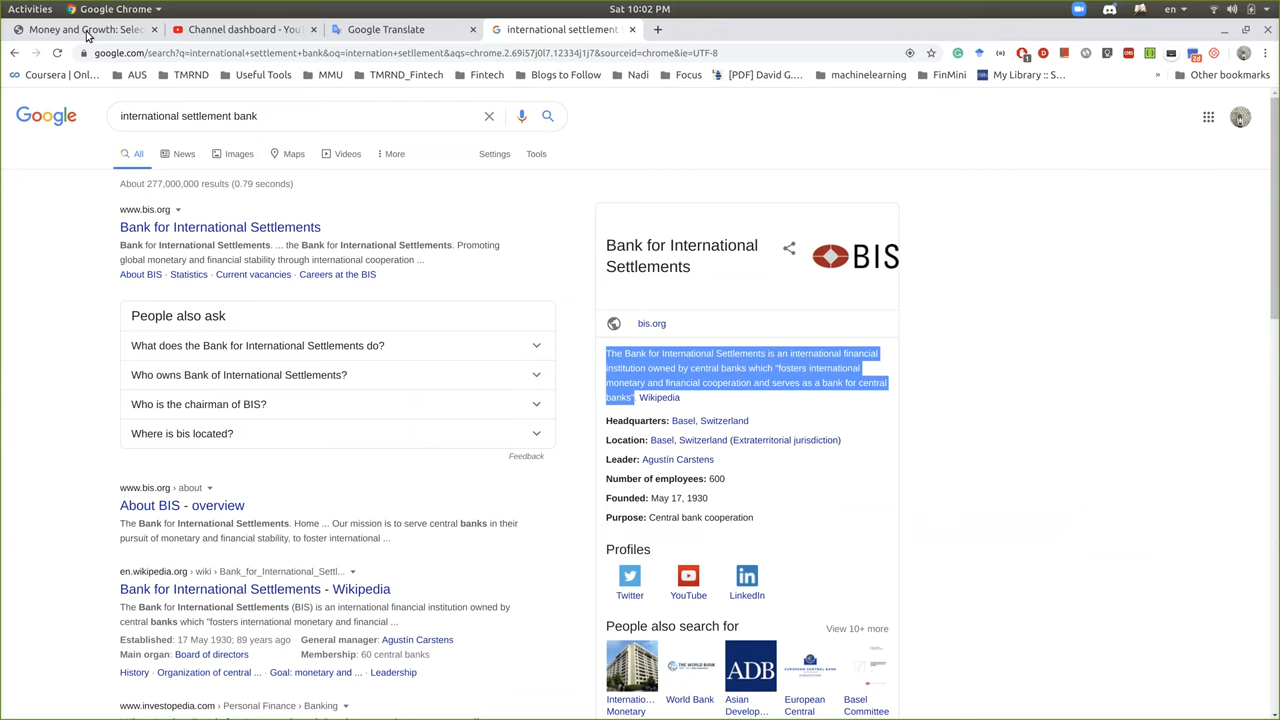 Activities
Google Chrome
Sat 10:02 PM
en
Money and Growth: Selec
Channel dashboard - You
Google Translate
international settlement b
google.com/search?q=international+settlement+bank&oq=internation+settlement&aqs=chrome.2.69i57j0l7.12334j1j7&sourceid=chrome&ie=UTF-8
Coursera | Onl...
AUS
TMRND
Useful Tools
MMU
TMRND_Fintech
Fintech
Blogs to Follow
Nadi
Focus
[PDF] David G....
machinelearning
FinMini
My Library :: S...
»
Other bookmarks
Google
international settlement bank
All
News
Images
Maps
Videos
More
Settings
Tools
About 277,000,000 results (0.79 seconds)
www.bis.org
Bank for International Settlements
Bank for International Settlements. ... the Bank for International Settlements. Promoting
global monetary and financial stability through international cooperation ...
About BIS · Statistics · Current vacancies · Careers at the BIS
People also ask
What does the Bank for International Settlements do?
Who owns Bank of International Settlements?
Who is the chairman of BIS?
Where is bis located?
Feedback
www.bis.org › about
About BIS - overview
The Bank for International Settlements. Home ... Our mission is to serve central banks in their
pursuit of monetary and financial stability, to foster international ...
en.wikipedia.org › wiki › Bank_for_International_Settl...
Bank for International Settlements - Wikipedia
The Bank for International Settlements (BIS) is an international financial institution owned by
central banks which "fosters international monetary and financial ...
Established: 17 May 1930; 89 years ago General manager: Agustín Carstens
Main organ: Board of directors Membership: 60 central banks
History · Organization of central ... · Goal: monetary and ... · Leadership
www.investopedia.com › Personal Finance › Banking
Bank for International
Settlements
BIS
bis.org
The Bank for International Settlements is an international financial
institution owned by central banks which "fosters international
monetary and financial cooperation and serves as a bank for central
banks". Wikipedia
Headquarters: Basel, Switzerland
Location: Basel, Switzerland (Extraterritorial jurisdiction)
Leader: Agustín Carstens
Number of employees: 600
Founded: May 17, 1930
Purpose: Central bank cooperation
Profiles
Twitter
YouTube
LinkedIn
People also search for
View 10+ more
THE WORLD BANK
ADB
EUROPEAN CENTRAL BANK
Internatio...
Monetary
World Bank
Asian
Develop...
European
Central
Basel
Committee